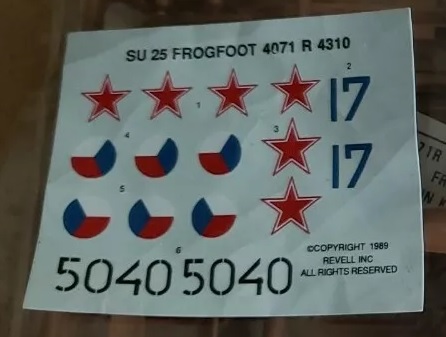 SU 25 FROGFOOT 4071 R 4310
2
17
1
4
3
17
5
6
5040 5040
©COPYRIGHT 1989
REVELL INC
ALL RIGHTS RESERVED